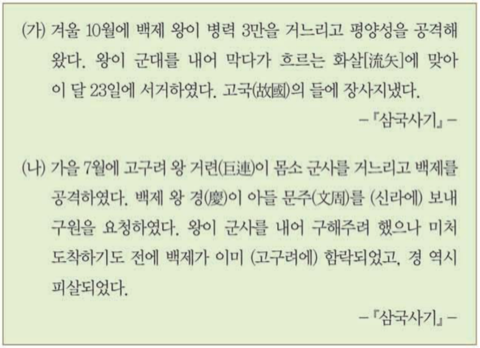 (가) 겨울 10월에 백제 왕이 병력 3만을 거느리고 평양성을 공격해
왔다. 왕이 군대를 내어 막다가 흐르는 화살[流矢]에 맞아
이 달 23일에 서거하였다. 고국(故國)의 들에 장사지냈다.
-『삼국사기』-
(나) 가을 7월에 고구려 왕 거련(巨連)이 몸소 군사를 거느리고 백제를
공격하였다. 백제 왕 경(慶)이 아들 문주(文周)를 (신라에) 보내
구원을 요청하였다. 왕이 군사를 내어 구해주려 했으나 미처
도착하기도 전에 백제가 이미 (고구려에) 함락되었고, 경 역시
피살되었다.
-『삼국사기』-